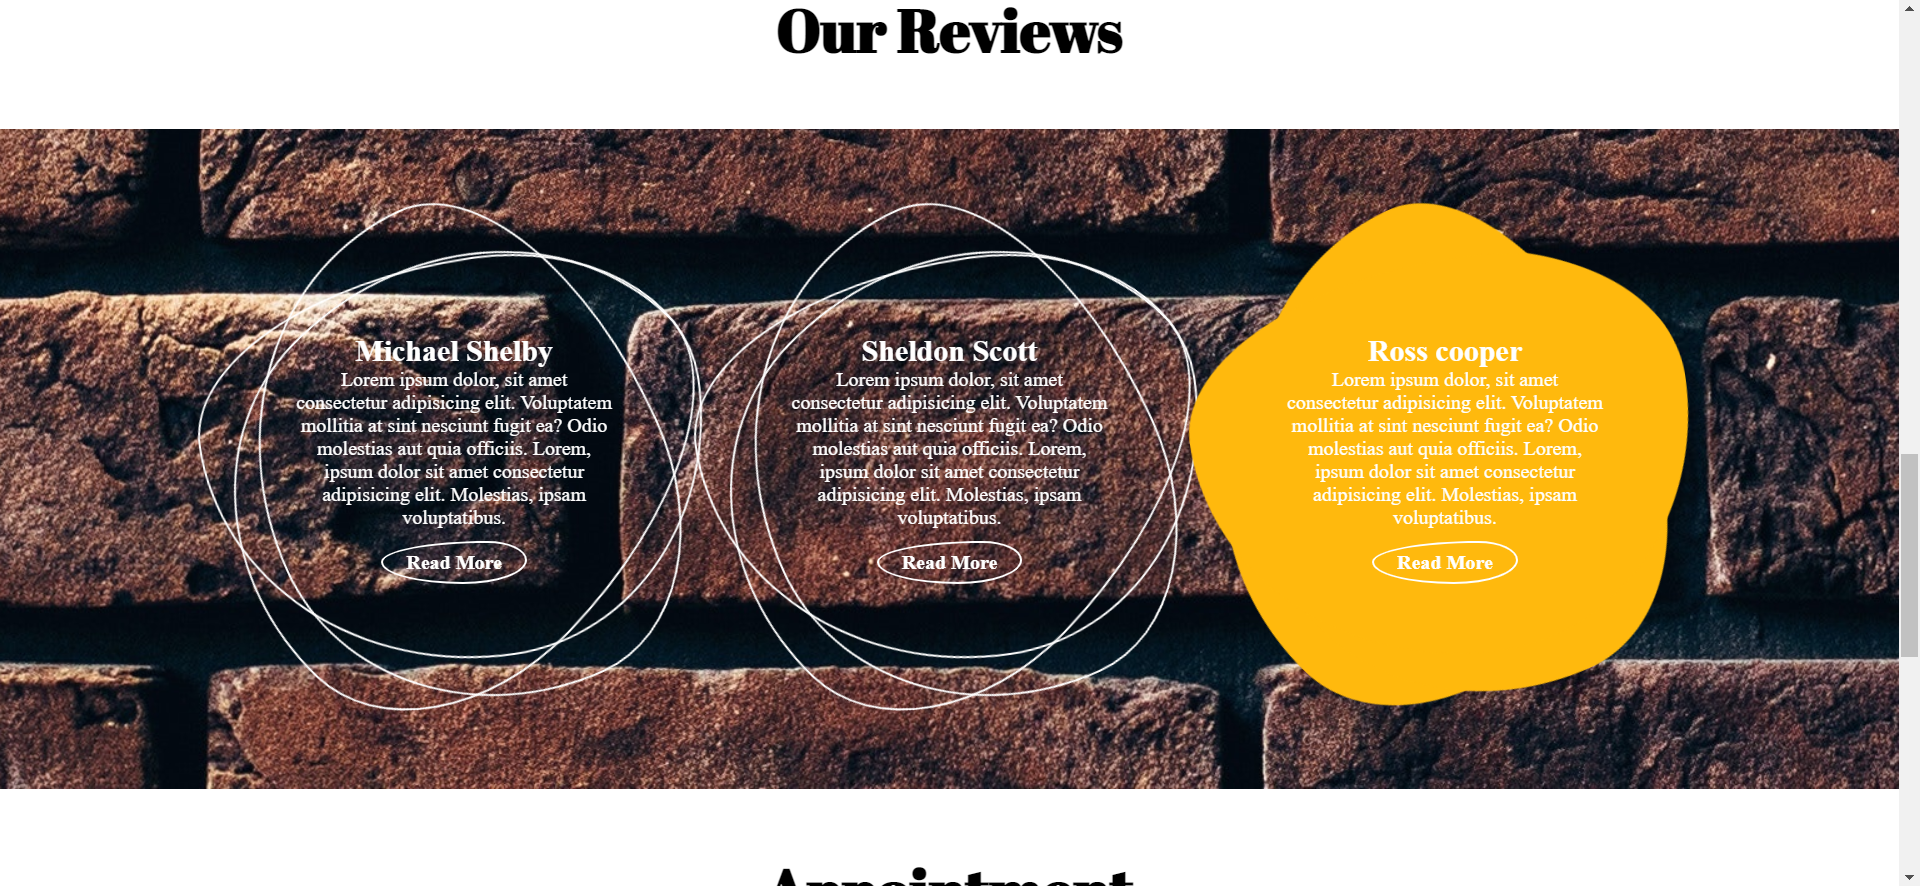 Our Reviews
Michael Shelby
Lorem ipsum dolor, sit amet
consectetur adipisicing elit. Voluptatem
mollitia at sint nesciunt fugit ea? Odio
molestias aut quia officiis. Lorem,
ipsum dolor sit amet consectetur
adipisicing elit. Molestias, ipsam
voluptatibus.
Read More
Sheldon Scott
Lorem ipsum dolor, sit amet
consectetur adipisicing elit. Voluptatem
mollitia at sint nesciunt fugit ea? Odio
molestias aut quia officiis. Lorem,
ipsum dolor sit amet consectetur
adipisicing elit. Molestias, ipsam
voluptatibus.
Read More
Ross cooper
Lorem ipsum dolor, sit amet
consectetur adipisicing elit. Voluptatem
mollitia at sint nesciunt fugit ea? Odio
molestias aut quia officiis. Lorem,
ipsum dolor sit amet consectetur
adipisicing elit. Molestias, ipsam
voluptatibus.
Read More
Appointment